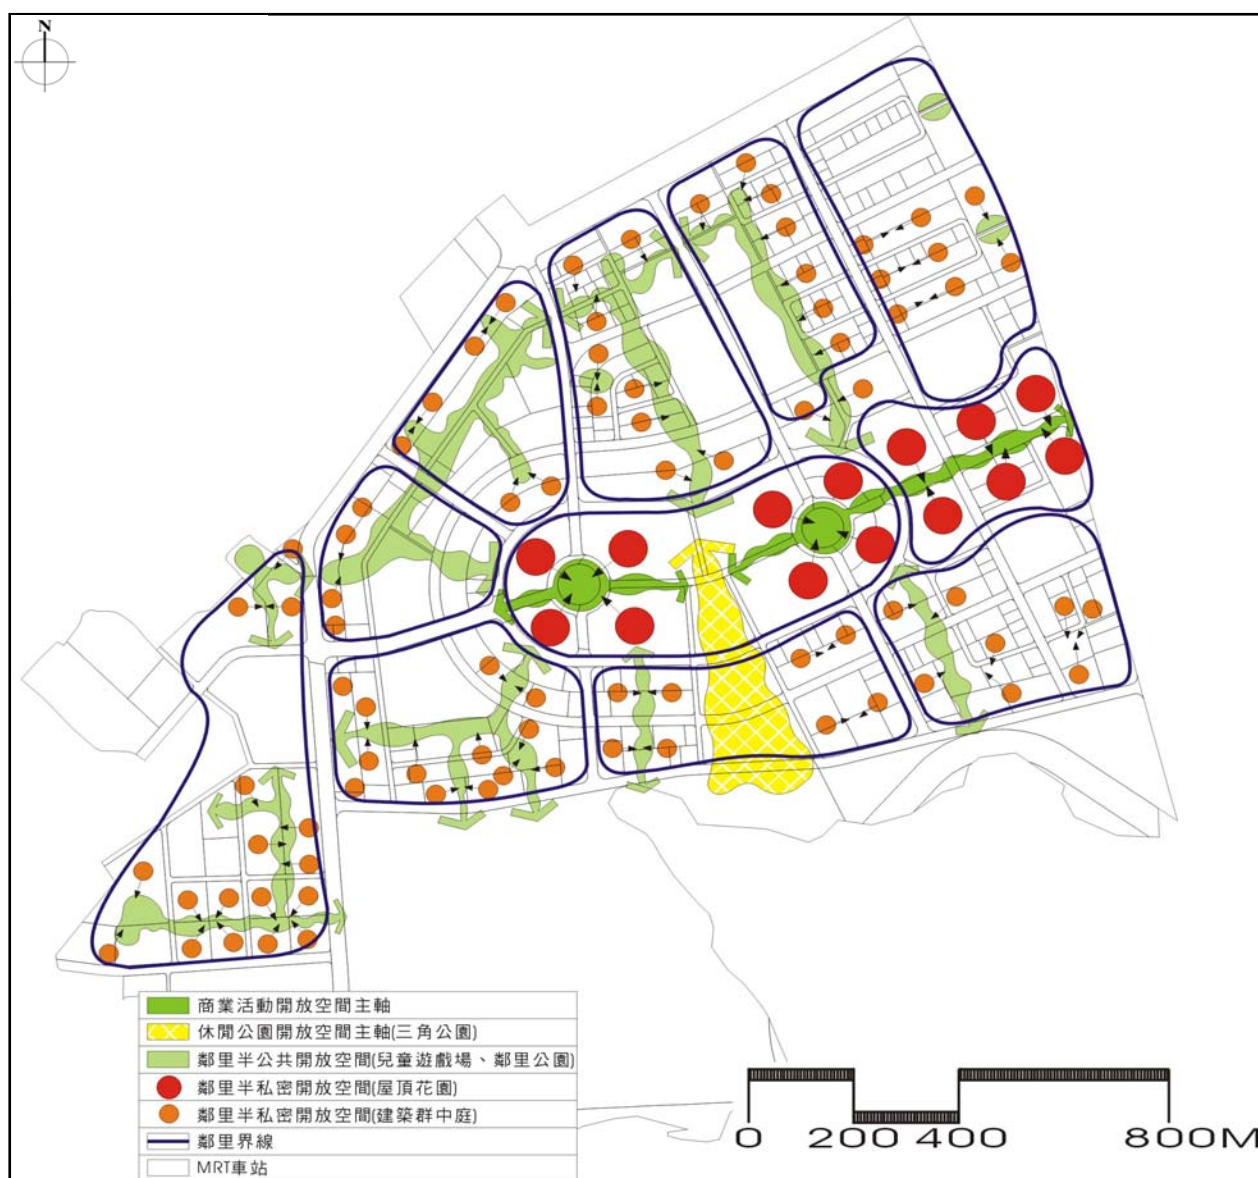 N
商業活動開放空間主軸
休閒公園開放空間主軸(三角公園)
鄰里半公共開放空間(兒童遊戲場、鄰里公園)
鄰里半私密開放空間(屋頂花園)
鄰里半私密開放空間(建築群中庭)
鄰里界線
MRT車站
0 200 400 800M